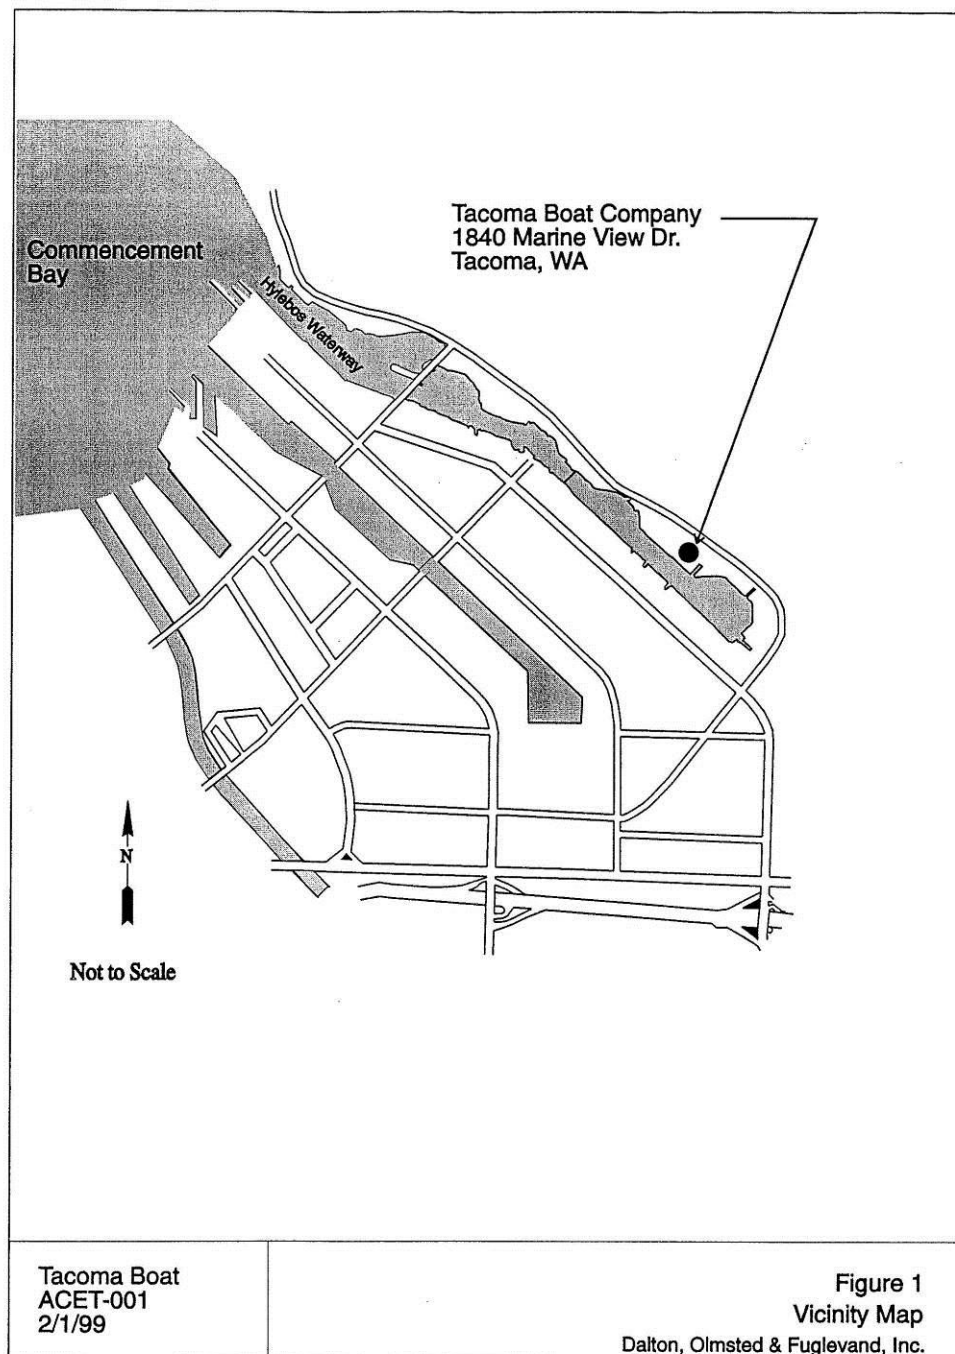 Commencement
Bay
Hylebos Waterway
Tacoma Boat Company
1840 Marine View Dr.
Tacoma, WA
N
Not to Scale
Tacoma Boat
ACET-001
2/1/99
Figure 1
Vicinity Map
Dalton, Olmsted & Fuglevand, Inc.